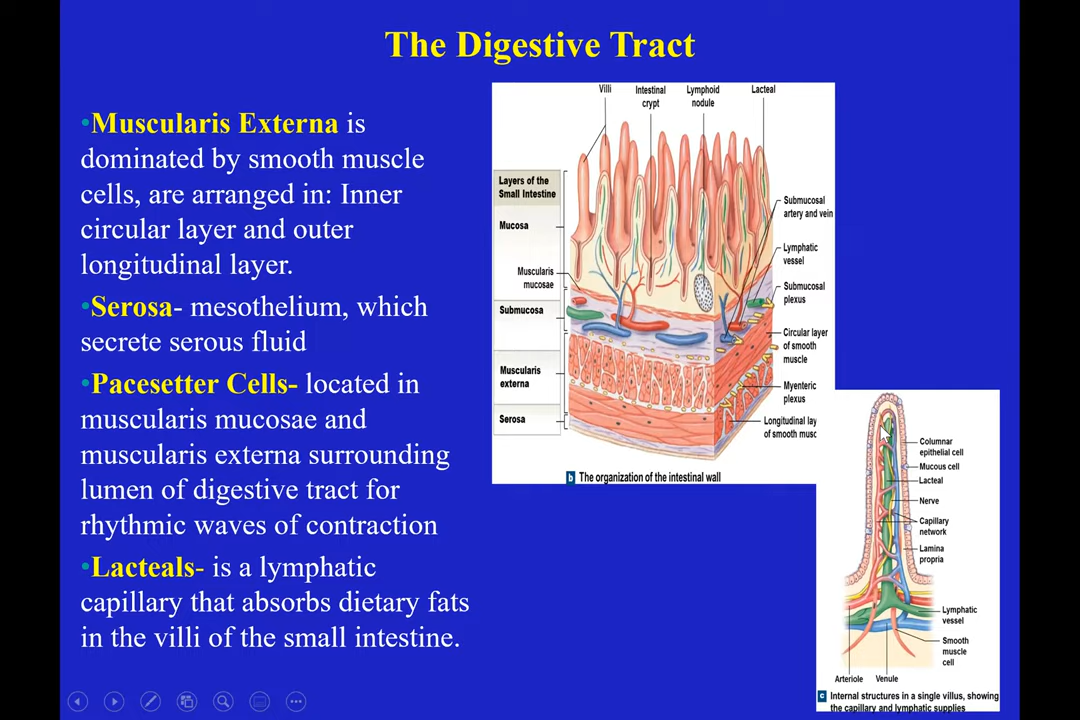 The Digestive Tract
•Muscularis Externa is
dominated by smooth muscle
cells, are arranged in: Inner
circular layer and outer
longitudinal layer.
•Serosa- mesothelium, which
secrete serous fluid
•Pacesetter Cells- located in
muscularis mucosae and
muscularis externa surrounding
lumen of digestive tract for
rhythmic waves of contraction
•Lacteals- is a lymphatic
capillary that absorbs dietary fats
in the villi of the small intestine.
Villi
Intestinal
crypt
Lymphoid
nodule
Lacteal
Layers of the
Small Intestine
Mucosa
Muscularis
mucosae
Submucosa
Muscularis
externa
Serosa
Submucosal
artery and vein
Lymphatic
vessel
Submucosal
plexus
Circular layer
of smooth
muscle
Myenteric
plexus
Longitudinal lay
of smooth musc
b The organization of the intestinal wall
Columnar
epithelial cell
Mucous cell
Lacteal
Nerve
Capillary
network
Lamina
propria
Lymphatic
vessel
Smooth
muscle
cell
Arteriole
Venule
c Internal structures in a single villus, showing
the capillary and lymphatic supplies